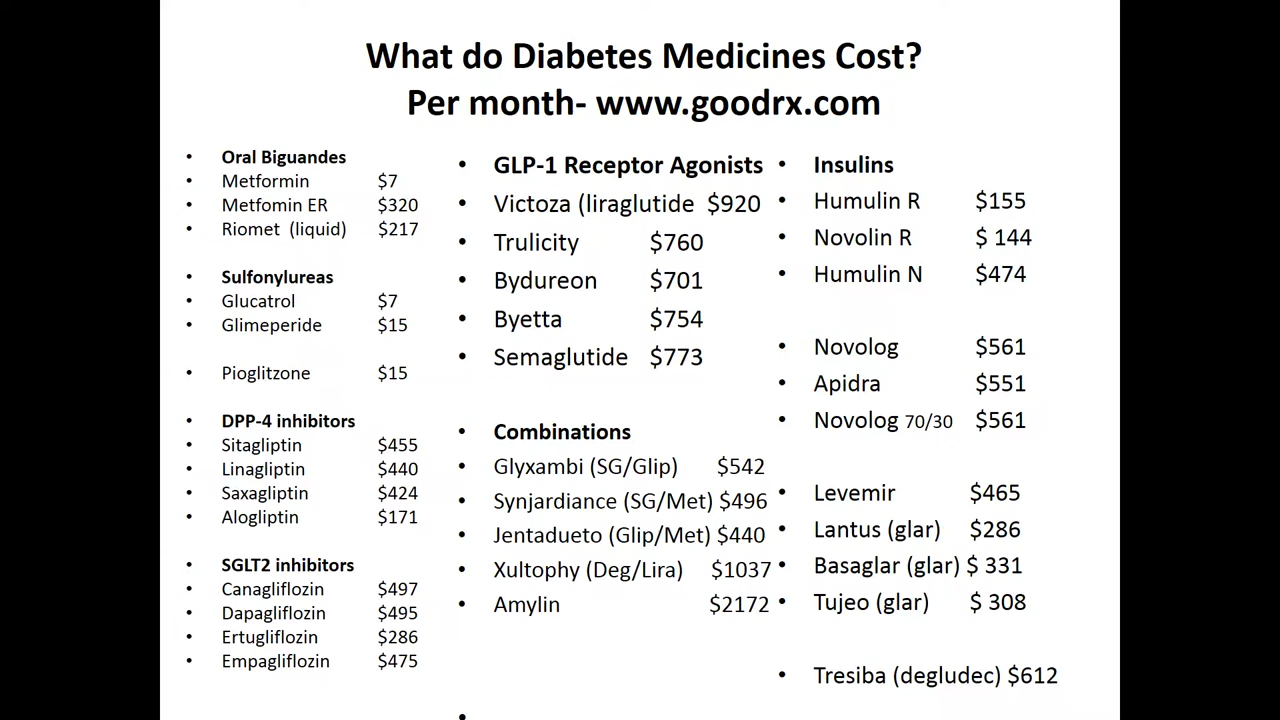 What do Diabetes Medicines Cost?
Per month- www.goodrx.com
• Oral Biguandes
• Metformin $7
• Metfomin ER $320
• Riomet (liquid) $217
• Sulfonylureas
• Glucatrol $7
• Glimeperide $15
• Pioglitzone $15
• DPP-4 inhibitors
• Sitagliptin $455
• Linagliptin $440
• Saxagliptin $424
• Alogliptin $171
• SGLT2 inhibitors
• Canagliflozin $497
• Dapagliflozin $495
• Ertugliflozin $286
• Empagliflozin $475
• GLP-1 Receptor Agonists
• Victoza (liraglutide $920
• Trulicity $760
• Bydureon $701
• Byetta $754
• Semaglutide $773
• Combinations
• Glyxambi (SG/Glip) $542
• Synjardiance (SG/Met) $496
• Jentadueto (Glip/Met) $440
• Xultophy (Deg/Lira) $1037
• Amylin $2172
•
• Insulins
• Humulin R $155
• Novolin R $ 144
• Humulin N $474
• Novolog $561
• Apidra $551
• Novolog 70/30 $561
• Levemir $465
• Lantus (glar) $286
• Basaglar (glar) $ 331
• Tujeo (glar) $ 308
• Tresiba (degludec) $612